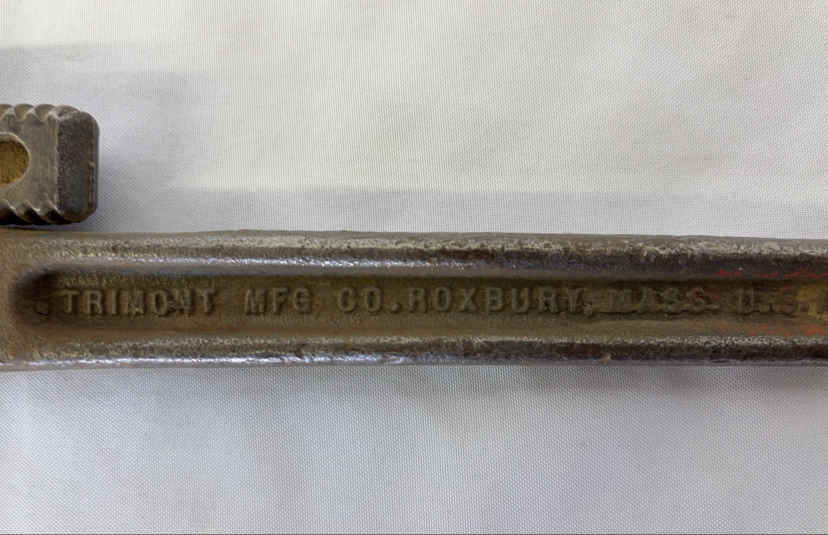 TRIMONT MFG CO. ROXBURY, MASS. U.S.